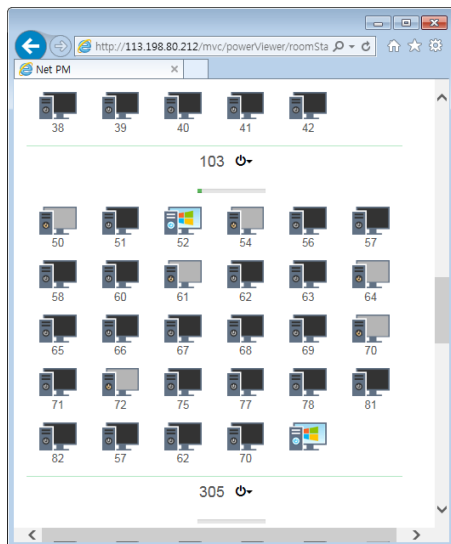 http://113.198.80.212/mvc/powerViewer/roomSta
Net PM
38 39 40 41 42
103
50 51 52 54 56 57
58 60 61 62 63 64
65 66 67 68 69 70
71 72 75 77 78 81
82 57 62 70
305